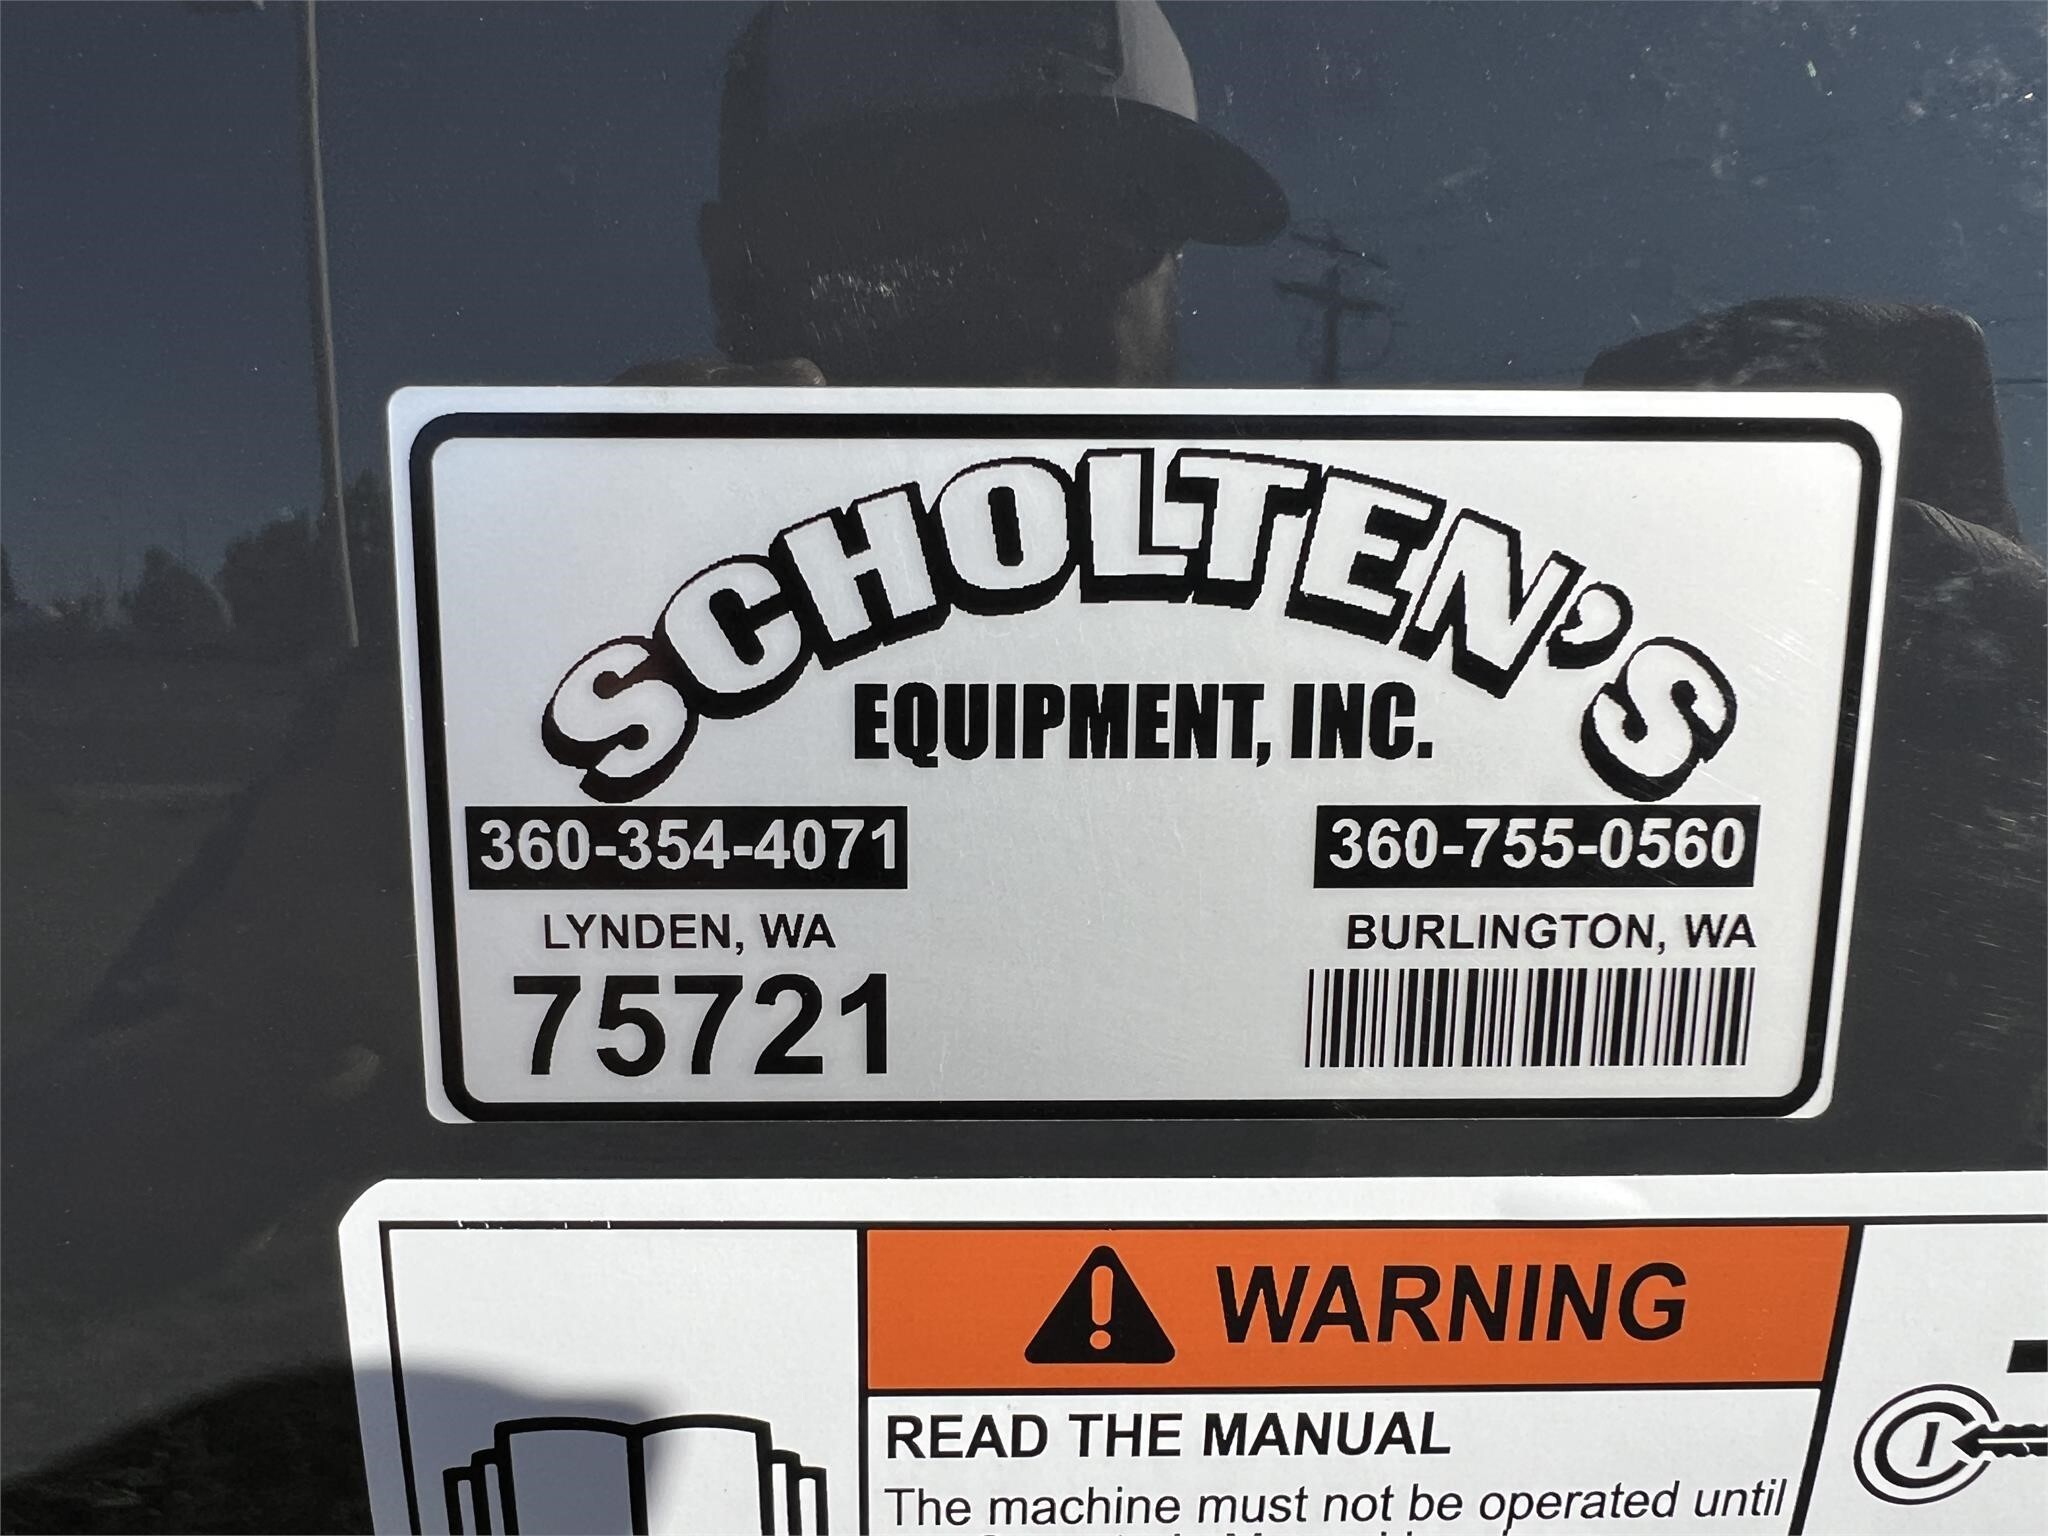 SCHOLTEN'S
EQUIPMENT, INC.
360-354-4071
LYNDEN, WA
75721
360-755-0560
BURLINGTON, WA
WARNING
READ THE MANUAL
The machine must not be operated until